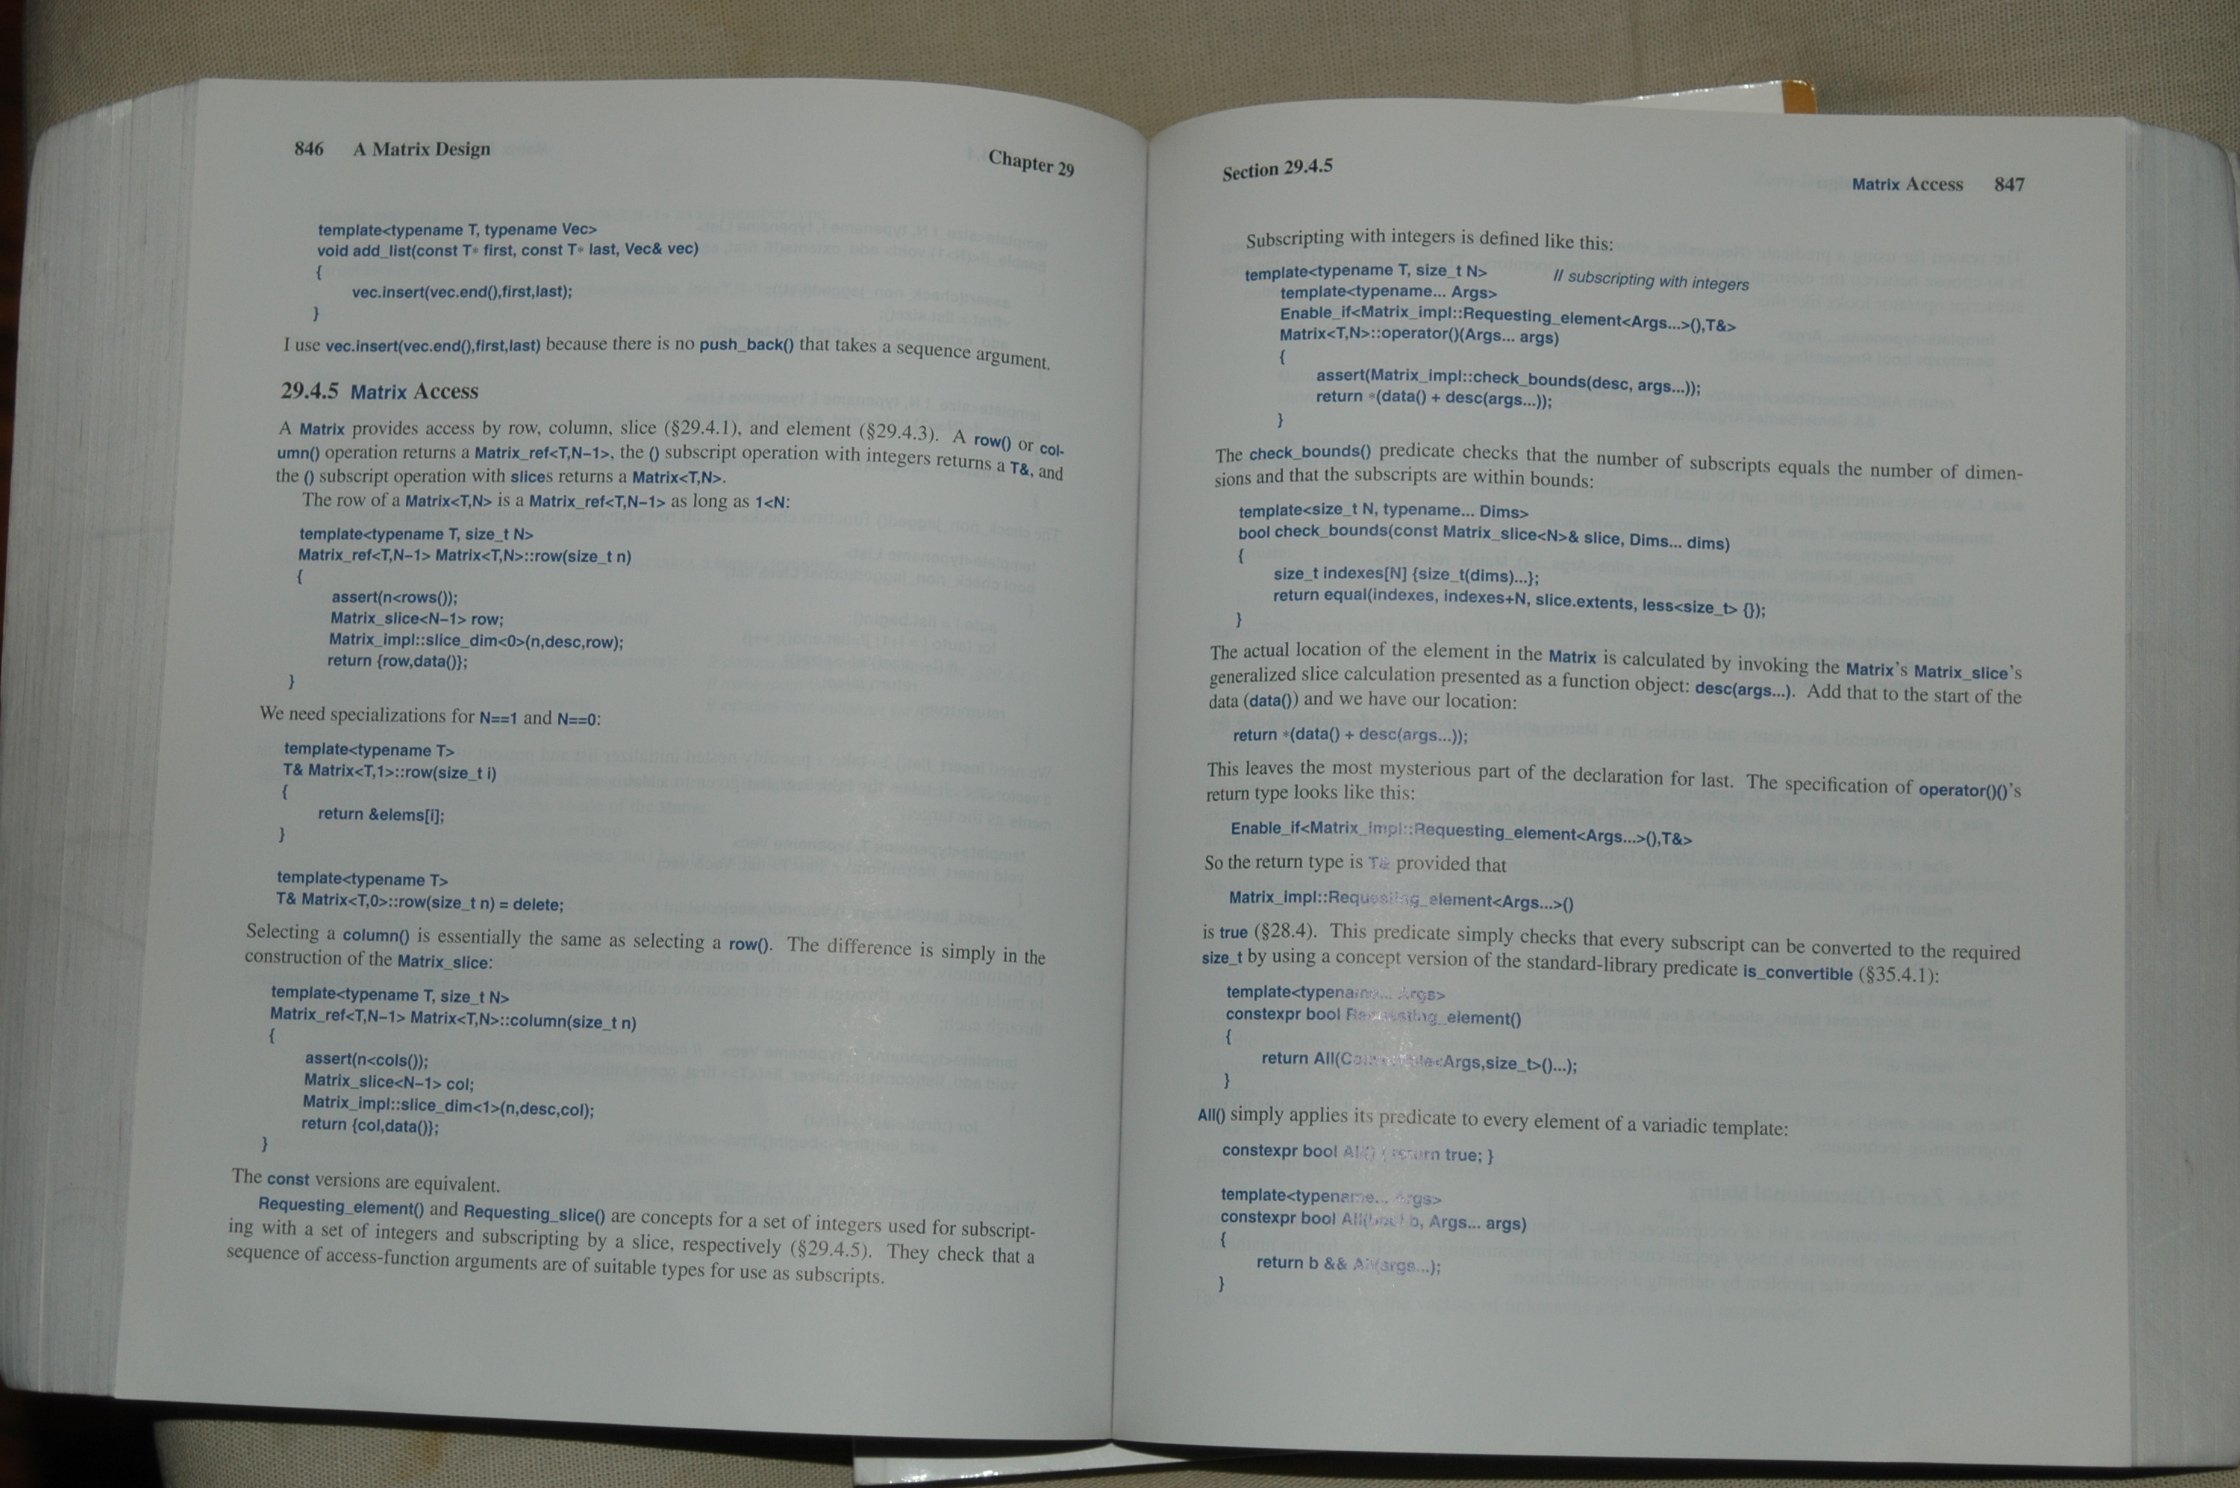 846 A Matrix Design Chapter 29
template<typename T, typename Vec>
void add_list(const T* first, const T* last, Vec& vec)
{
vec.insert(vec.end(),first,last);
}
I use vec.insert(vec.end(),first,last) because there is no push_back() that takes a sequence argument.
29.4.5 Matrix Access
A Matrix provides access by row, column, slice (§29.4.1), and element (§29.4.3). A row() or col-
umn() operation returns a Matrix_ref<T,N−1>, the () subscript operation with integers returns a T&, and
the () subscript operation with slices returns a Matrix<T,N>.
The row of a Matrix<T,N> is a Matrix_ref<T,N−1> as long as 1<N:
template<typename T, size_t N>
Matrix_ref<T,N−1> Matrix<T,N>::row(size_t n)
{
assert(n<rows());
Matrix_slice<N−1> row;
Matrix_impl::slice_dim<0>(n,desc,row);
return {row,data()};
}
We need specializations for N==1 and N==0:
template<typename T>
T& Matrix<T,1>::row(size_t i)
{
return &elems[i];
}
template<typename T>
T& Matrix<T,0>::row(size_t n) = delete;
Selecting a column() is essentially the same as selecting a row(). The difference is simply in the
construction of the Matrix_slice:
template<typename T, size_t N>
Matrix_ref<T,N−1> Matrix<T,N>::column(size_t n)
{
assert(n<cols());
Matrix_slice<N−1> col;
Matrix_impl::slice_dim<1>(n,desc,col);
return {col,data()};
}
The const versions are equivalent.
Requesting_element() and Requesting_slice() are concepts for a set of integers used for subscript-
ing with a set of integers and subscripting by a slice, respectively (§29.4.5). They check that a
sequence of access-function arguments are of suitable types for use as subscripts.
Section 29.4.5 Matrix Access 847
Subscripting with integers is defined like this:
template<typename T, size_t N> // subscripting with integers
template<typename... Args>
Enable_if<Matrix_impl::Requesting_element<Args...>(),T&>
Matrix<T,N>::operator()(Args... args)
{
assert(Matrix_impl::check_bounds(desc, args...));
return *(data() + desc(args...));
}
The check_bounds() predicate checks that the number of subscripts equals the number of dimen-
sions and that the subscripts are within bounds:
template<size_t N, typename... Dims>
bool check_bounds(const Matrix_slice<N>& slice, Dims... dims)
{
size_t indexes[N] {size_t(dims)...};
return equal(indexes, indexes+N, slice.extents, less<size_t> {});
}
The actual location of the element in the Matrix is calculated by invoking the Matrix's Matrix_slice's
generalized slice calculation presented as a function object: desc(args...). Add that to the start of the
data (data()) and we have our location:
return *(data() + desc(args...));
This leaves the most mysterious part of the declaration for last. The specification of operator()()'s
return type looks like this:
Enable_if<Matrix_impl::Requesting_element<Args...>(),T&>
So the return type is T& provided that
Matrix_impl::Requesting_element<Args...>()
is true (§28.4). This predicate simply checks that every subscript can be converted to the required
size_t by using a concept version of the standard-library predicate is_convertible (§35.4.1):
template<typename... Args>
constexpr bool Requesting_element()
{
return All(Convertible<Args,size_t>()...);
}
All() simply applies its predicate to every element of a variadic template:
constexpr bool All() { return true; }
template<typename... Args>
constexpr bool All(bool b, Args... args)
{
return b && All(args...);
}